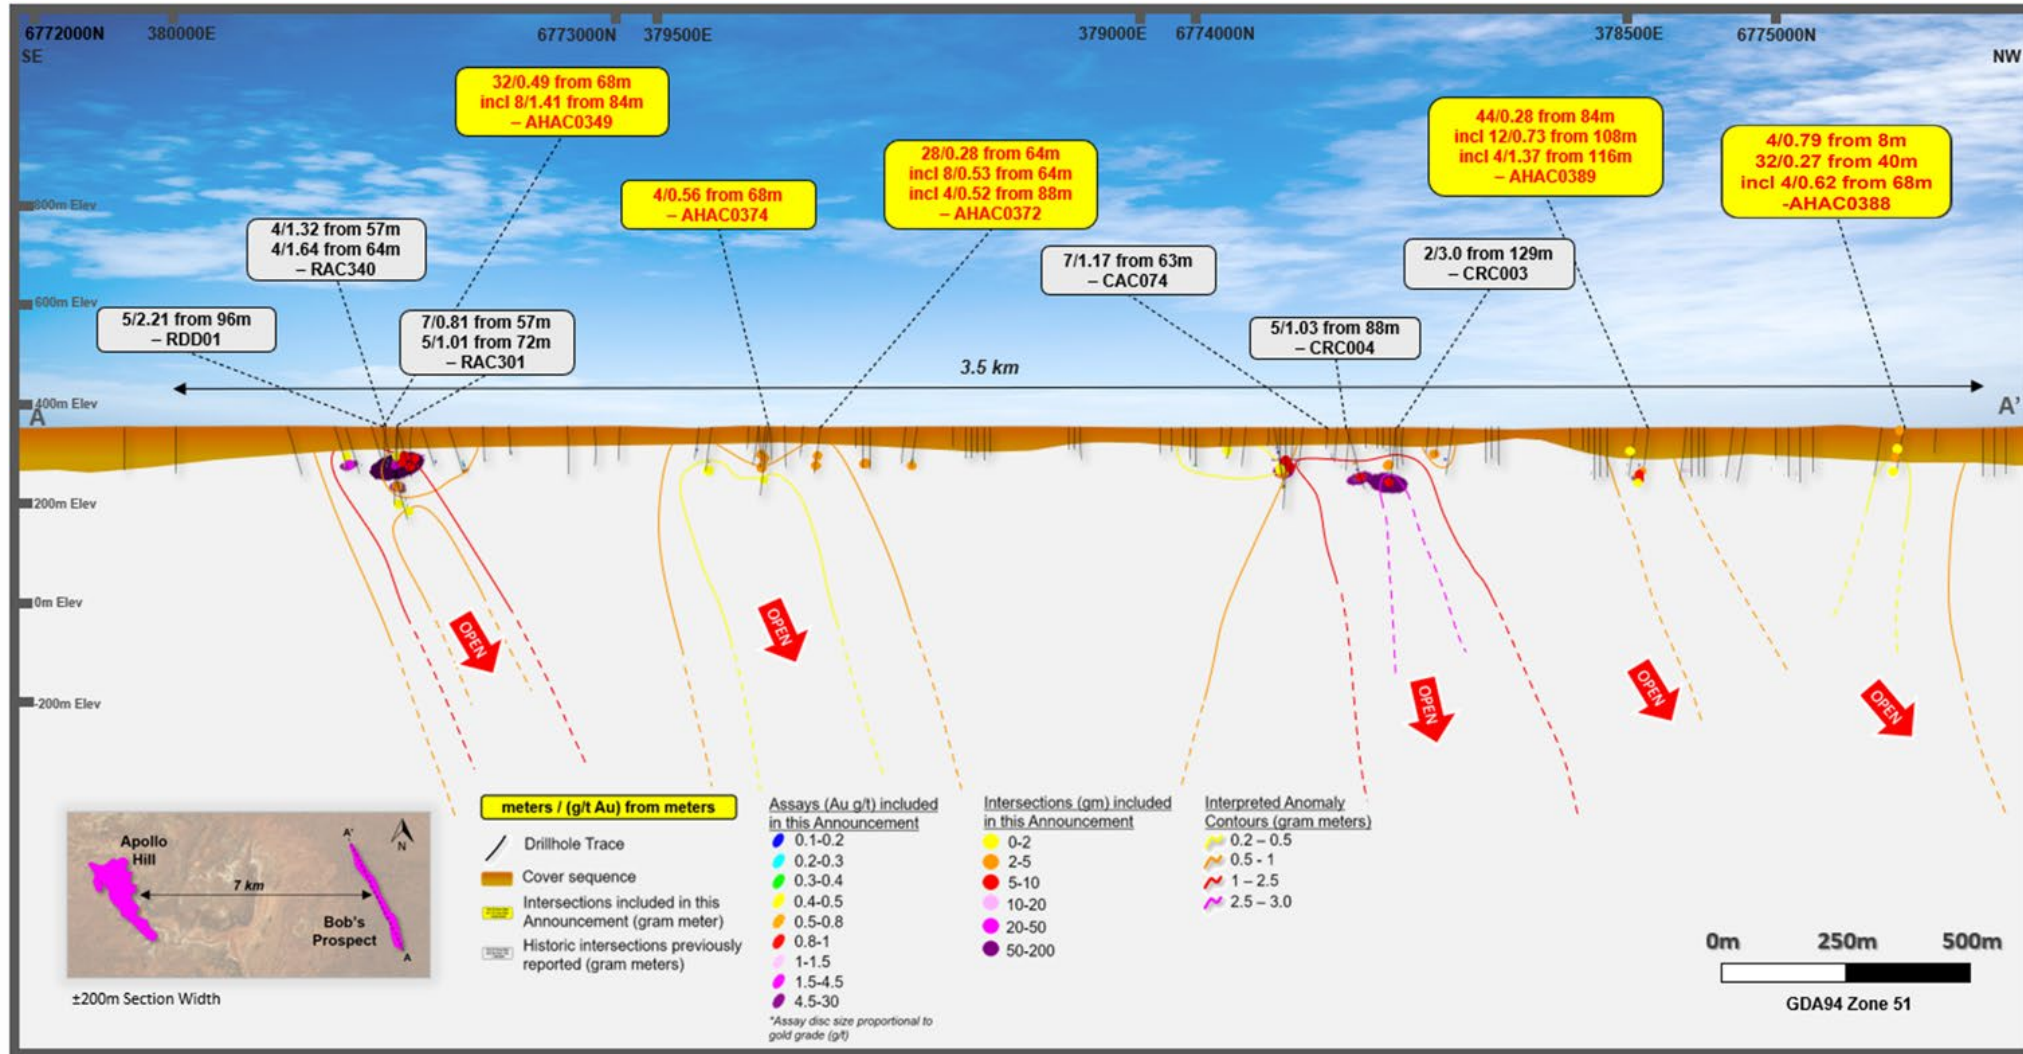 6772000N
380000E
6773000N
379500E
379000E
6774000N
378500E
6775000N
SE
NW
32/0.49 from 68m
incl 8/1.41 from 84m
– AHAC0349
44/0.28 from 84m
incl 12/0.73 from 108m
incl 4/1.37 from 116m
– AHAC0389
4/0.79 from 8m
32/0.27 from 40m
incl 4/0.62 from 68m
-AHAC0388
28/0.28 from 64m
incl 8/0.53 from 64m
incl 4/0.52 from 88m
– AHAC0372
4/0.56 from 68m
– AHAC0374
800m Elev
4/1.32 from 57m
4/1.64 from 64m
– RAC340
7/1.17 from 63m
– CAC074
2/3.0 from 129m
– CRC003
600m Elev
5/2.21 from 96m
– RDD01
7/0.81 from 57m
5/1.01 from 72m
– RAC301
5/1.03 from 88m
– CRC004
3.5 km
400m Elev
A
A'
200m Elev
0m Elev
OPEN
OPEN
OPEN
OPEN
OPEN
-200m Elev
Apollo
Hill
7 km
Bob's
Prospect
A'
N
A
±200m Section Width
meters / (g/t Au) from meters
Drillhole Trace
Cover sequence
Intersections included in this
Announcement (gram meter)
Historic intersections previously
reported (gram meters)
Assays (Au g/t) included
in this Announcement
0.1-0.2
0.2-0.3
0.3-0.4
0.4-0.5
0.5-0.8
0.8-1
1-1.5
1.5-4.5
4.5-30
*Assay disc size proportional to
gold grade (g/t)
Intersections (gm) included
in this Announcement
0-2
2-5
5-10
10-20
20-50
50-200
Interpreted Anomaly
Contours (gram meters)
0.2 – 0.5
0.5 - 1
1 – 2.5
2.5 – 3.0
0m
250m
500m
GDA94 Zone 51